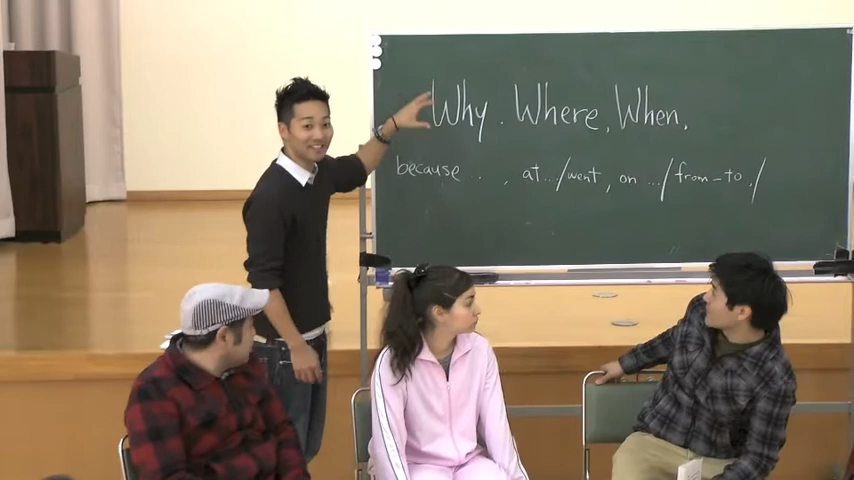 Why. Where, When.
because .. , at.../went, on .../from-to,/